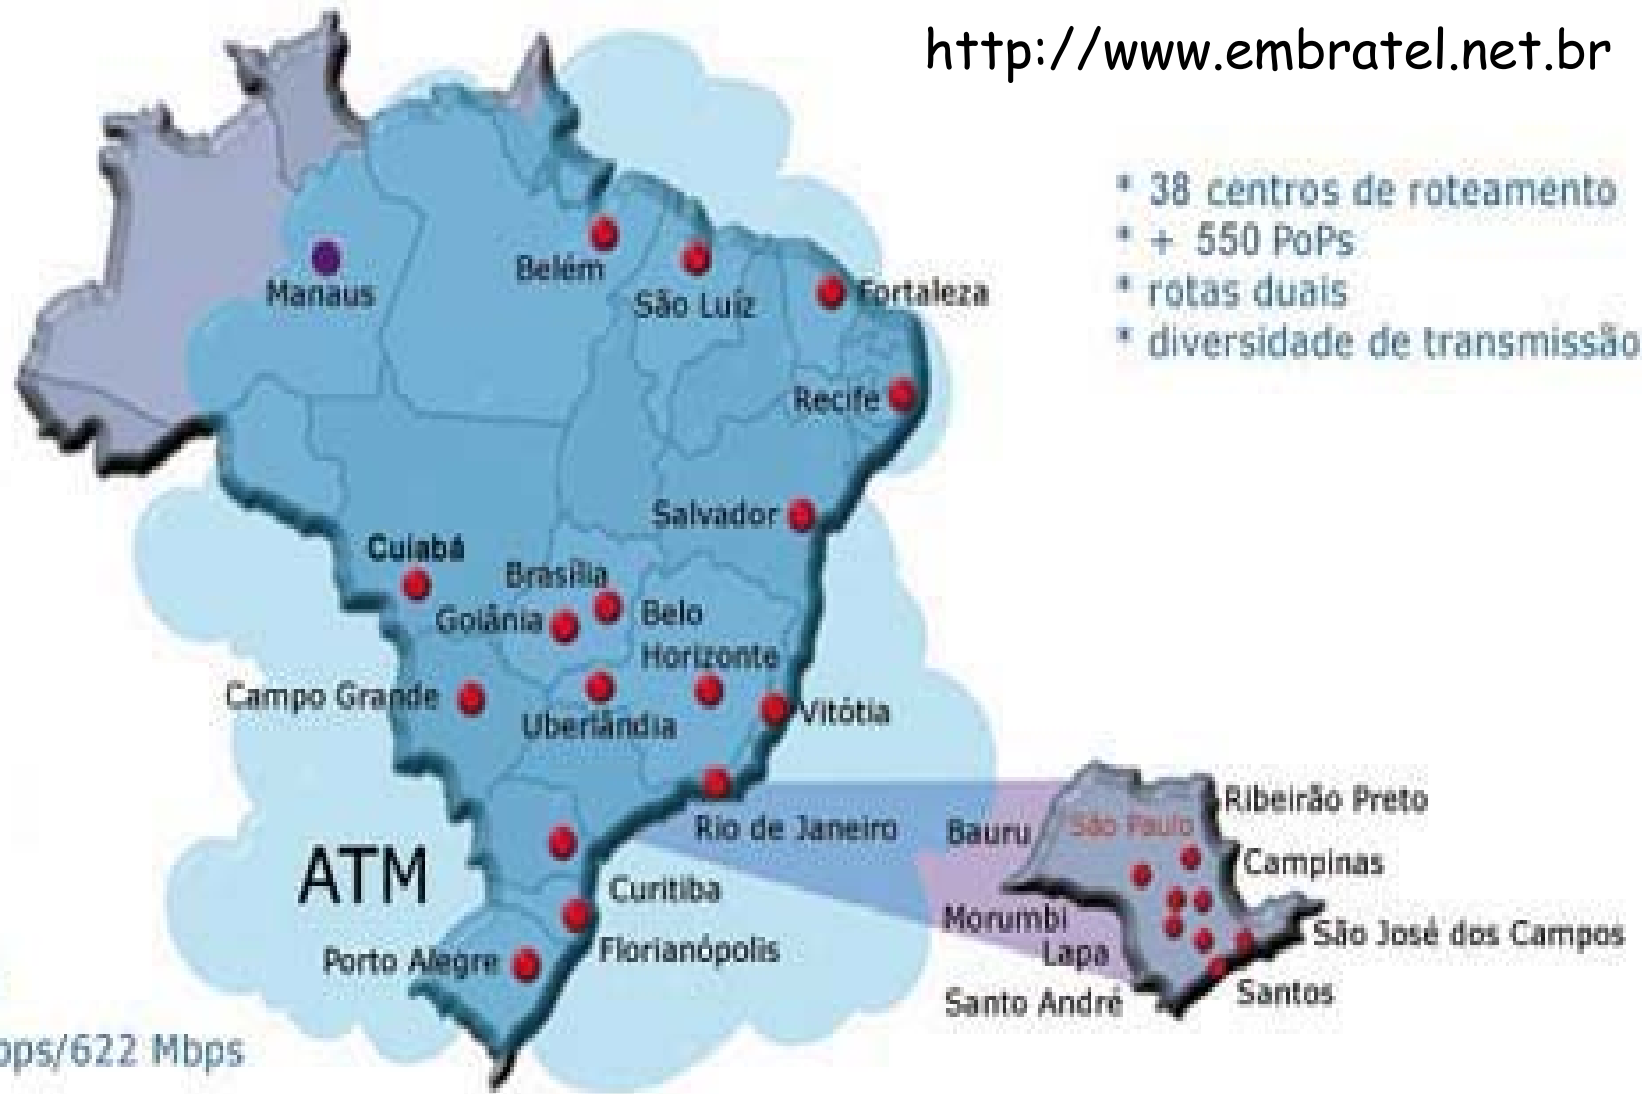 http://www.embratel.net.br
* 38 centros de roteamento
* + 550 PoPs
* rotas duais
* diversidade de transmissão
Manaus
Belém
São Luíz
Fortaleza
Recife
Salvador
Cuiabá
Brasília
Goiânia
Belo
Horizonte
Campo Grande
Uberlândia
Vitótia
Rio de Janeiro
ATM
Curitiba
Florianópolis
Porto Alegre
Bauru
São Paulo
Ribeirão Preto
Campinas
Morumbi
Lapa
São José dos Campos
Santo André
Santos
/622 Mbps